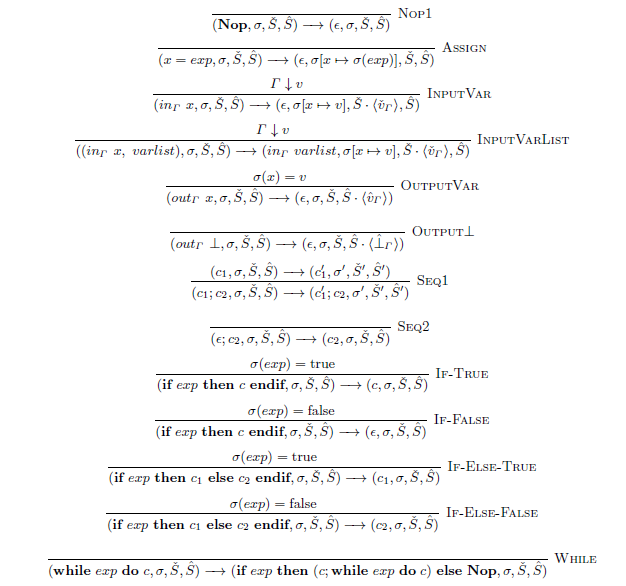 (Nop, σ, Š, Ŝ) ⟶ (ϵ, σ, Š, Ŝ) Nop1
(x = exp, σ, Š, Ŝ) ⟶ (ϵ, σ[x ↦ σ(exp)], Š, Ŝ) Assign
Γ ↓ v
(in_Γ x, σ, Š, Ŝ) ⟶ (ϵ, σ[x ↦ v], Š · ⟨v̌_Γ⟩, Ŝ) InputVar
Γ ↓ v
((in_Γ x, varlist), σ, Š, Ŝ) ⟶ (in_Γ varlist, σ[x ↦ v], Š · ⟨v̌_Γ⟩, Ŝ) InputVarList
σ(x) = v
(out_Γ x, σ, Š, Ŝ) ⟶ (ϵ, σ, Š, Ŝ · ⟨v̂_Γ⟩) OutputVar
(out_Γ ⊥, σ, Š, Ŝ) ⟶ (ϵ, σ, Š, Ŝ · ⟨⊥̂_Γ⟩) Output⊥
(c₁, σ, Š, Ŝ) ⟶ (c₁′, σ′, Š′, Ŝ′)
(c₁; c₂, σ, Š, Ŝ) ⟶ (c₁′; c₂, σ, Š′, Ŝ′) Seq1
(ϵ; c₂, σ, Š, Ŝ) ⟶ (c₂, σ, Š, Ŝ) Seq2
σ(exp) = true
(if exp then c endif, σ, Š, Ŝ) ⟶ (c, σ, Š, Ŝ) If-True
σ(exp) = false
(if exp then c endif, σ, Š, Ŝ) ⟶ (ϵ, σ, Š, Ŝ) If-False
σ(exp) = true
(if exp then c₁ else c₂ endif, σ, Š, Ŝ) ⟶ (c₁, σ, Š, Ŝ) If-Else-True
σ(exp) = false
(if exp then c₁ else c₂ endif, σ, Š, Ŝ) ⟶ (c₂, σ, Š, Ŝ) If-Else-False
(while exp do c, σ, Š, Ŝ) ⟶ (if exp then (c; while exp do c) else Nop, σ, Š, Ŝ) While